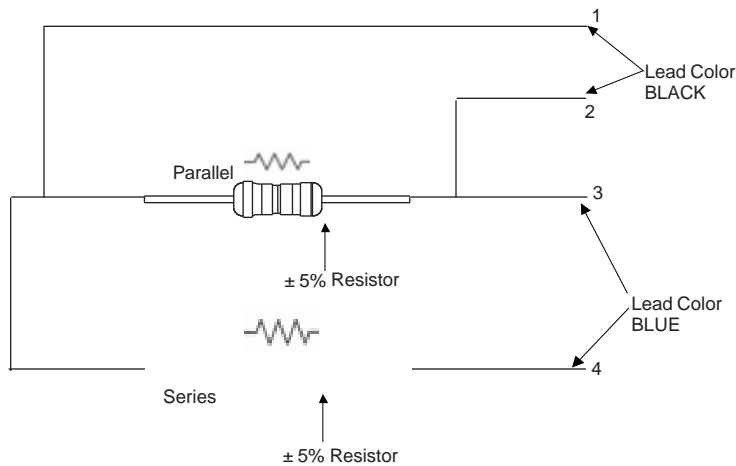 1
Lead Color
BLACK
2
Parallel
3
± 5% Resistor
Lead Color
BLUE
4
Series
± 5% Resistor